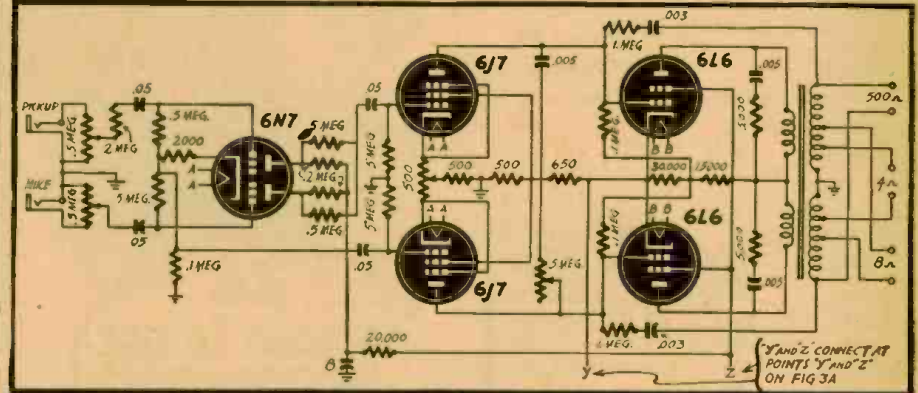 PICKUP
.5 MEG.
2 MEG
MIKE
.5 MEG.
.05
.05
.5 MEG.
2000
A
A
.5 MEG.
.1 MEG
6N7
.5 MEG
.2 MEG
.5 MEG.
.05
.05
.5 MEG
.5 MEG
8
20,000
6J7
A A
500
A A
6J7
500
500
650
.005
.5 MEG.
.003
.1 MEG
6L6
.1 MEG
B B
30,000
15000
B B
.1 MEG
6L6
.1 MEG.
.003
.005
5000
5000
.005
500Ω
4Ω
8Ω
Y
Z
"Y" AND "Z" CONNECT AT
POINTS "Y" AND "Z"
ON FIG 3A